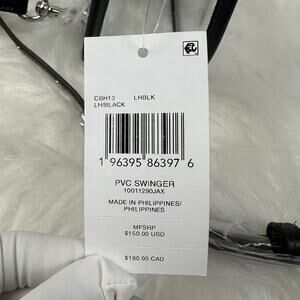 CBH13 LHBLK
LH/BLACK
1 96395 86397 6
PVC SWINGER
10011290JAX
MADE IN PHILIPPINES/
PHILIPPINES
MFSRP
$150.00 USD
$180.00 CAD